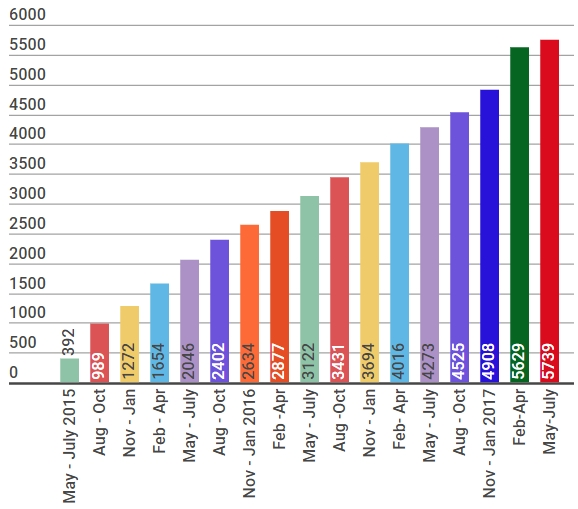 6000
5500
5000
4500
4000
3500
3000
2500
2000
1500
1000
500
0
392
989
1272
1654
2046
2402
2634
2877
3122
3431
3694
4016
4273
4525
4908
5629
5739
May - July 2015
Aug - Oct
Nov - Jan
Feb - Apr
May - July
Aug - Oct
Nov - Jan 2016
Feb -Apr
May - July
Aug -Oct
Nov - Jan
Feb- Apr
May - July
Aug - Oct
Nov - Jan 2017
Feb-Apr
May-July